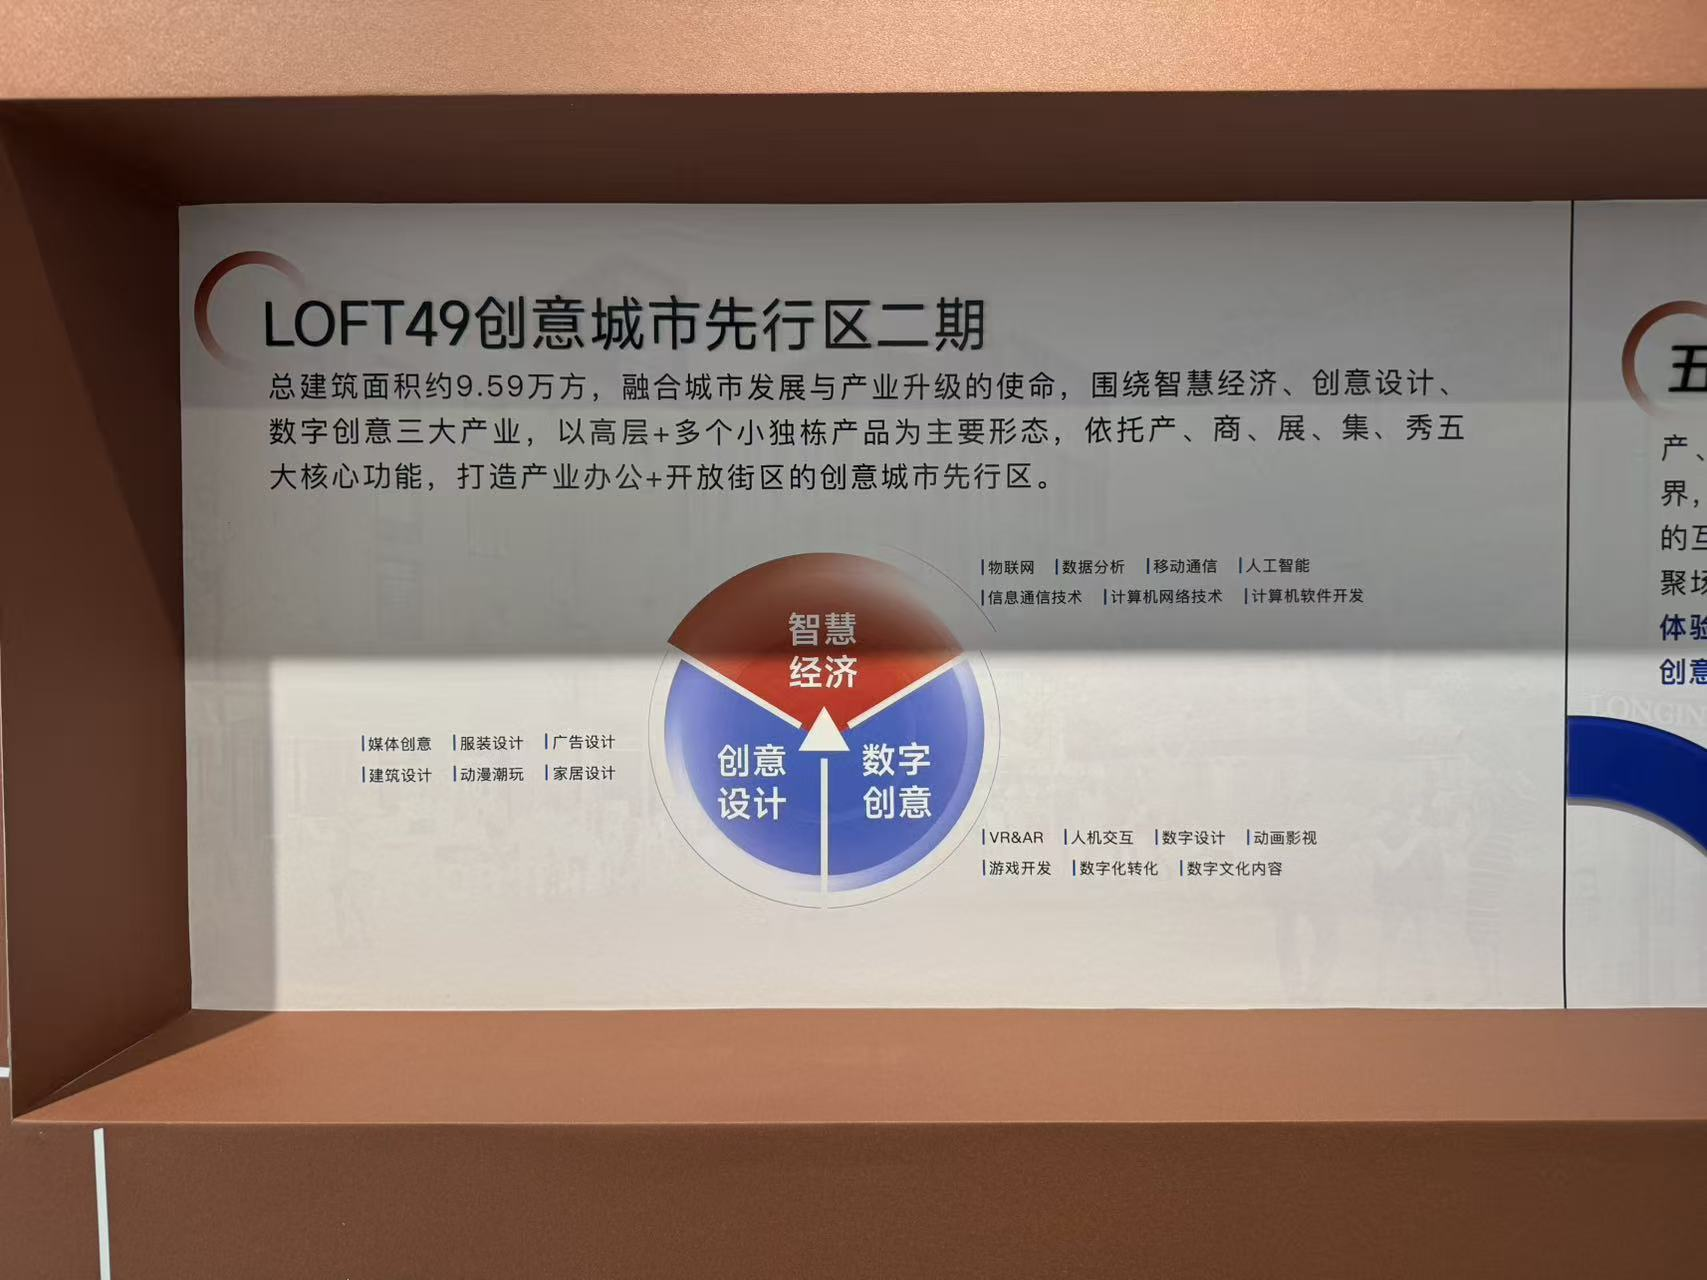 LOFT49创意城市先行区二期
总建筑面积约9.59万方，融合城市发展与产业升级的使命，围绕智慧经济、创意设计、
数字创意三大产业，以高层+多个小独栋产品为主要形态，依托产、商、展、集、秀五
大核心功能，打造产业办公+开放街区的创意城市先行区。
物联网 数据分析 移动通信 人工智能
信息通信技术 计算机网络技术 计算机软件开发
智慧
经济
媒体创意 服装设计 广告设计
建筑设计 动漫潮玩 家居设计
创意
设计
数字
创意
VR&AR 人机交互 数字设计 动画影视
游戏开发 数字化转化 数字文化内容
五
产、
界，
的互
聚场
体验
创意